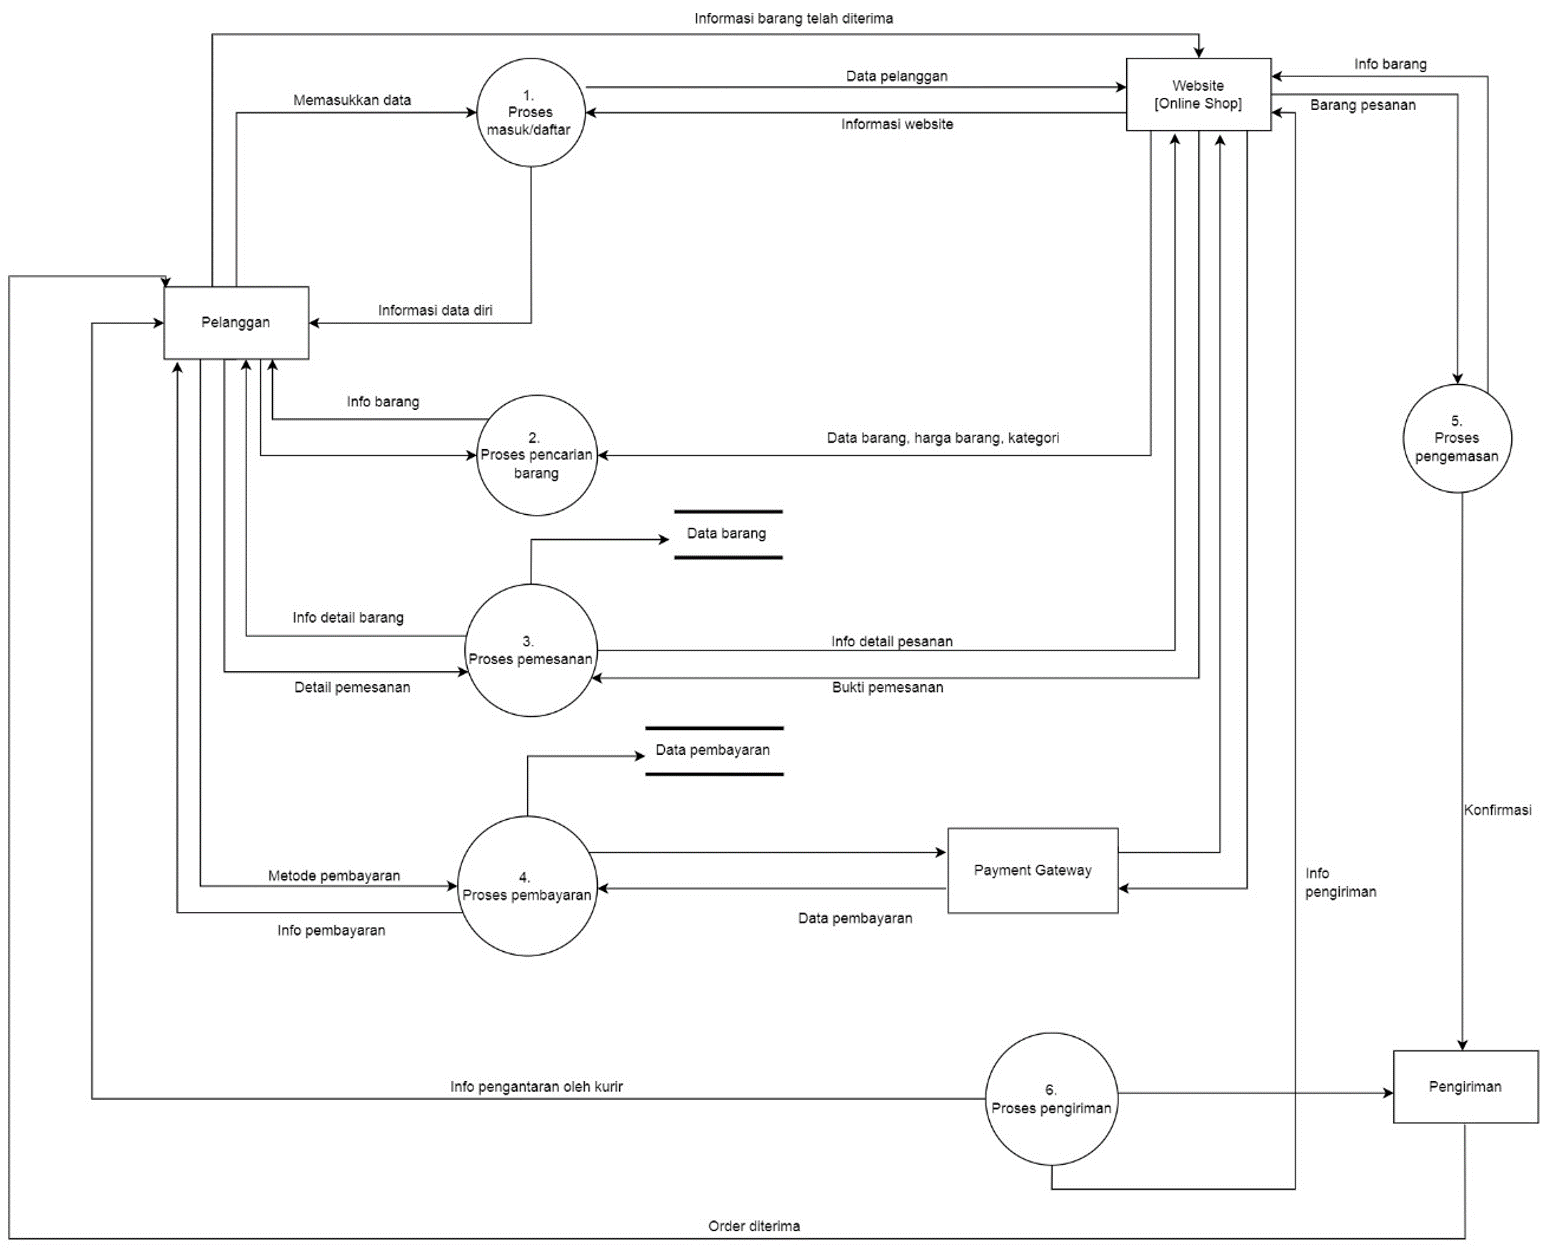 Informasi barang telah diterima
Info barang
Data pelanggan
Website
[Online Shop]
1.
Proses
masuk/daftar
Memasukkan data
Barang pesanan
Informasi website
Informasi data diri
Pelanggan
Info barang
2.
Proses pencarian
barang
Data barang, harga barang, kategori
5.
Proses
pengemasan
Data barang
Info detail barang
3.
Proses pemesanan
Info detail pesanan
Detail pemesanan
Bukti pemesanan
Data pembayaran
Konfirmasi
Metode pembayaran
4.
Proses pembayaran
Payment Gateway
Info
pengiriman
Info pembayaran
Data pembayaran
Info pengantaran oleh kurir
6.
Proses pengiriman
Pengiriman
Order diterima